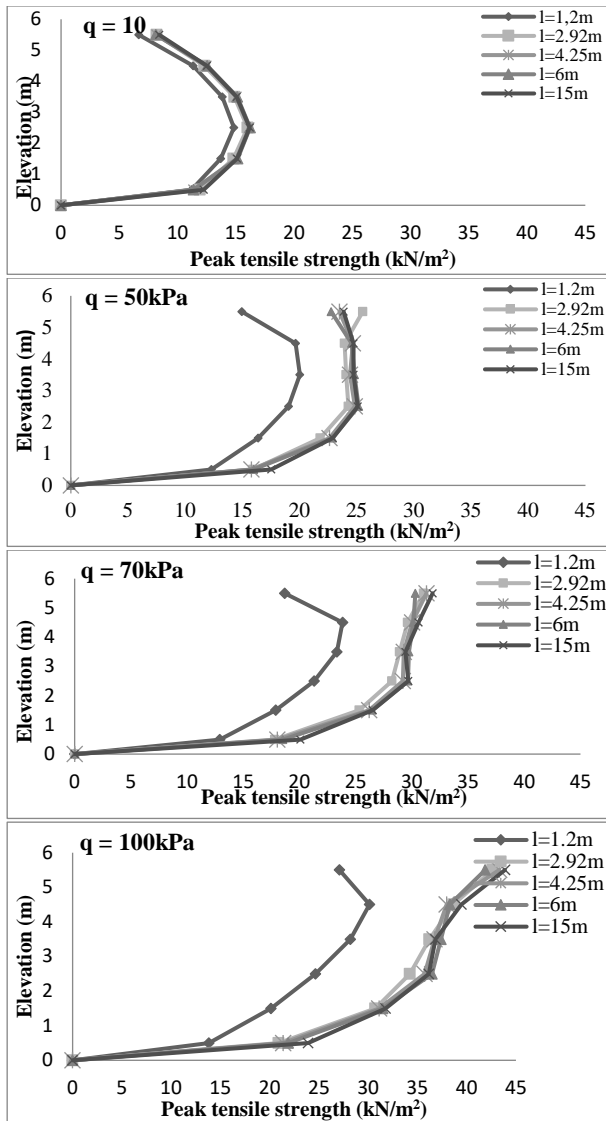 q = 10
l=1,2m
l=2.92m
l=4.25m
l=6m
l=15m
Elevation (m)
6
5
4
3
2
1
0
0 5 10 15 20 25 30 35 40 45
Peak tensile strength (kN/m²)
q = 50kPa
l=1.2m
l=2.92m
l=4.25m
l=6m
l=15m
Elevation (m)
6
5
4
3
2
1
0
0 5 10 15 20 25 30 35 40 45
Peak tensile strength (kN/m²)
q = 70kPa
l=1.2m
l=2.92m
l=4.25m
l=6m
l=15m
Elevation (m)
6
5
4
3
2
1
0
0 5 10 15 20 25 30 35 40 45
Peak tensile strength (kN/m²)
q = 100kPa
l=1.2m
l=2.92m
l=4.25m
l=6m
l=15m
Elevation (m)
6
5
4
3
2
1
0
0 5 10 15 20 25 30 35 40 45
Peak tensile strength (kN/m²)